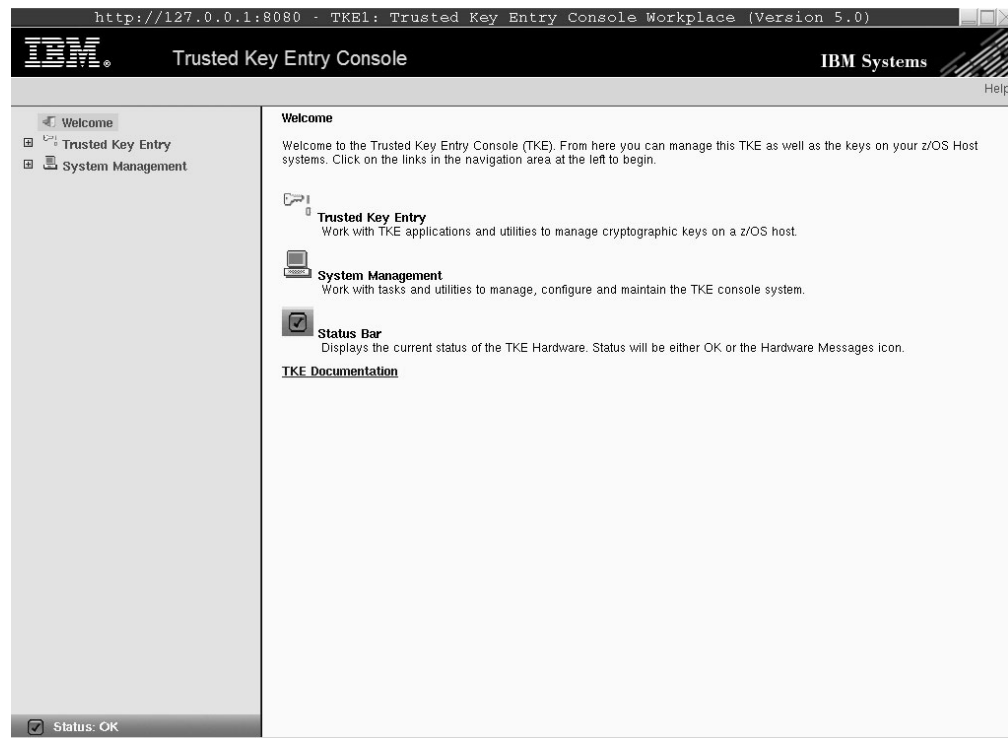 http://127.0.0.1:8080 - TKE1: Trusted Key Entry Console Workplace (Version 5.0)
IBM®
Trusted Key Entry Console
IBM Systems
Help
Welcome
Trusted Key Entry
System Management
Welcome
Welcome to the Trusted Key Entry Console (TKE). From here you can manage this TKE as well as the keys on your z/OS Host
systems. Click on the links in the navigation area at the left to begin.
Trusted Key Entry
Work with TKE applications and utilities to manage cryptographic keys on a z/OS host.
System Management
Work with tasks and utilities to manage, configure and maintain the TKE console system.
Status Bar
Displays the current status of the TKE Hardware. Status will be either OK or the Hardware Messages icon.
TKE Documentation
Status: OK